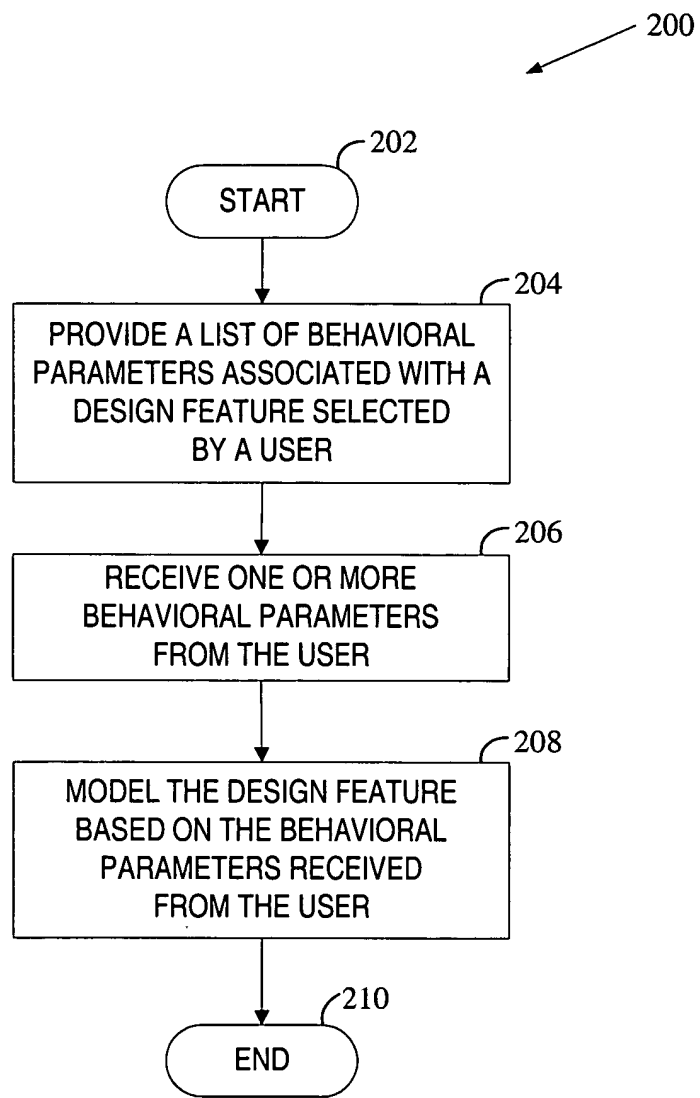 200
202
START
204
PROVIDE A LIST OF BEHAVIORAL
PARAMETERS ASSOCIATED WITH A
DESIGN FEATURE SELECTED
BY A USER
206
RECEIVE ONE OR MORE
BEHAVIORAL PARAMETERS
FROM THE USER
208
MODEL THE DESIGN FEATURE
BASED ON THE BEHAVIORAL
PARAMETERS RECEIVED
FROM THE USER
210
END